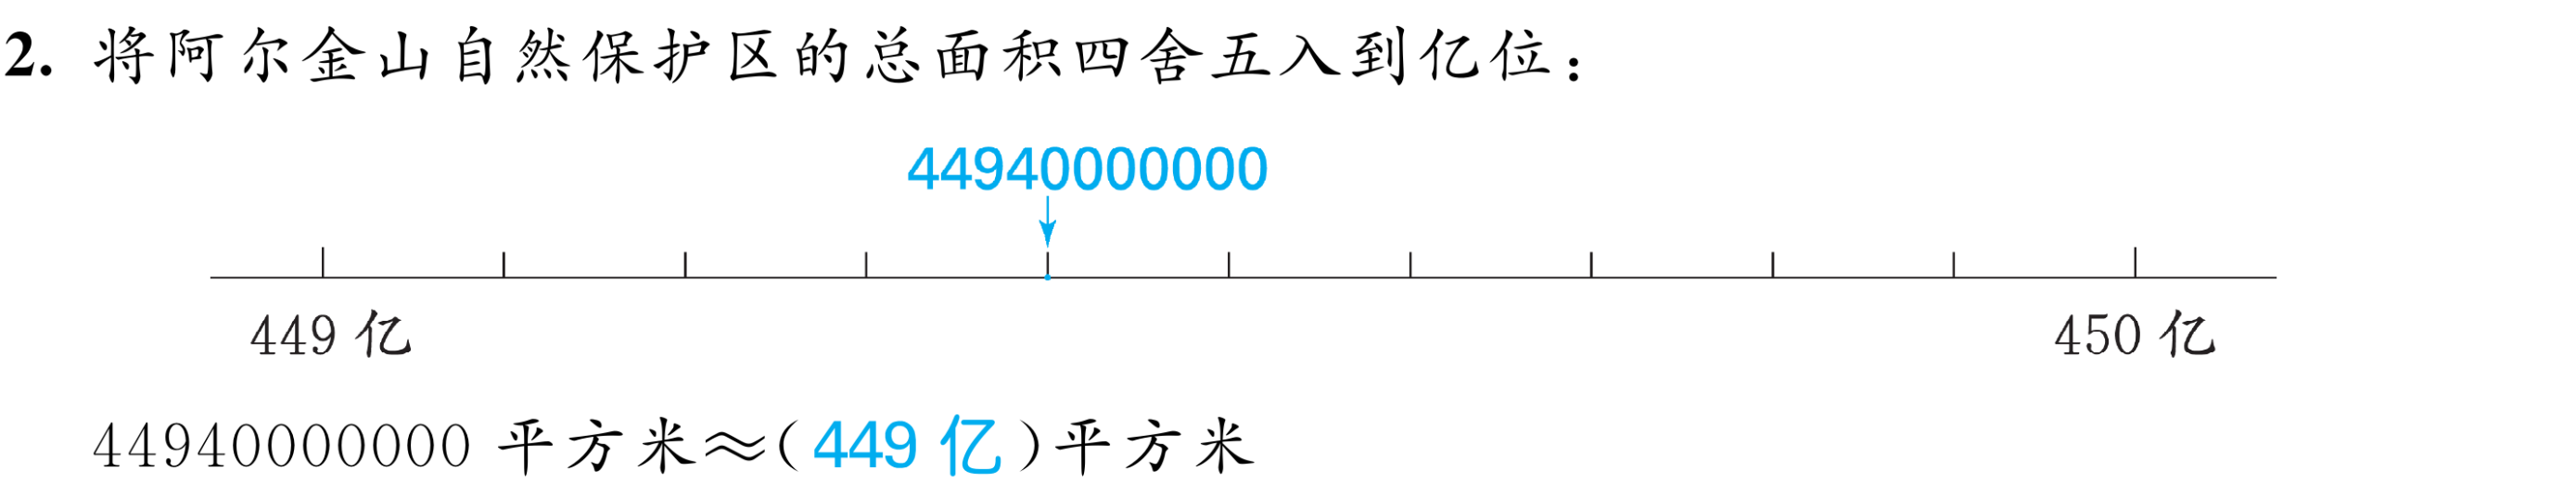 2. 将阿尔金山自然保护区的总面积四舍五入到亿位：
44940000000
449 亿 450 亿
44940000000 平方米≈(449 亿)平方米